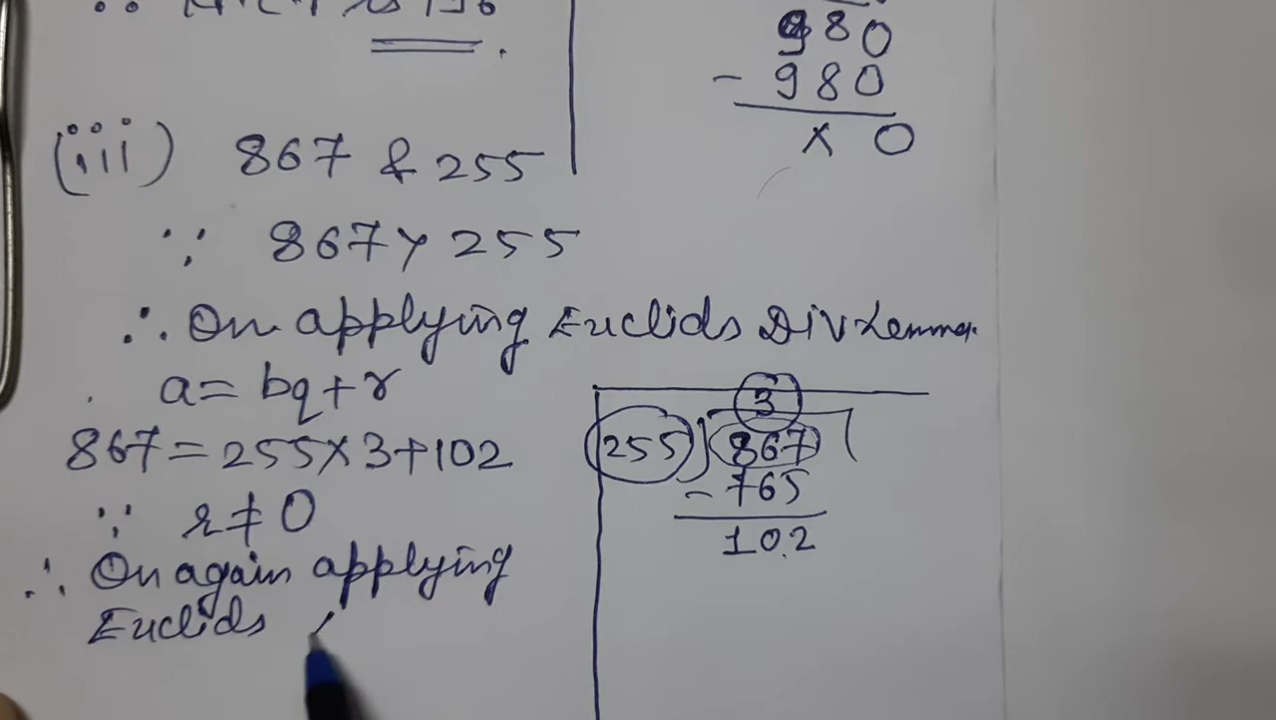 980
- 980
× 0
(iii) 867 & 255
∵ 867 > 255
∴ On applying Euclids Div Lemma.
a = bq + r
867 = 255 × 3 + 102
∵ r ≠ 0
∴ On again applying
Euclids
3
255 ) 867 (
- 765
102